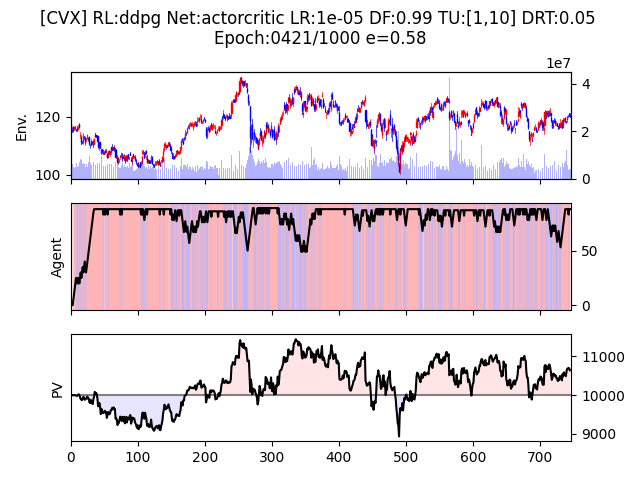 [CVX] RL:ddpg Net:actorcritic LR:1e-05 DF:0.99 TU:[1,10] DRT:0.05
Epoch:0421/1000 e=0.58
1e7
Env.
120
100
4
2
0
Agent
50
0
PV
11000
10000
9000
0 100 200 300 400 500 600 700